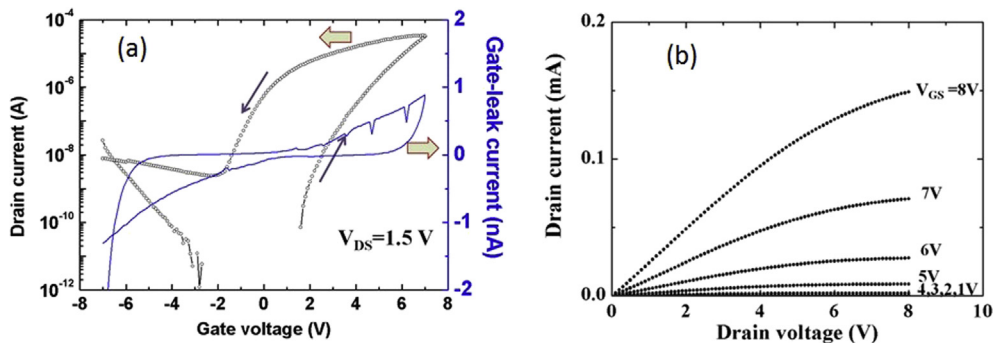 (a)
10⁻⁴
10⁻⁶
10⁻⁸
10⁻¹⁰
10⁻¹²
Drain current (A)
-8 -6 -4 -2 0 2 4 6 8
Gate voltage (V)
V_DS=1.5 V
2
1
0
-1
-2
Gate-leak current (nA)
(b)
0.2
0.1
0.0
Drain current (mA)
V_GS =8V
7V
6V
5V
4,3,2,1V
0 2 4 6 8 10
Drain voltage (V)